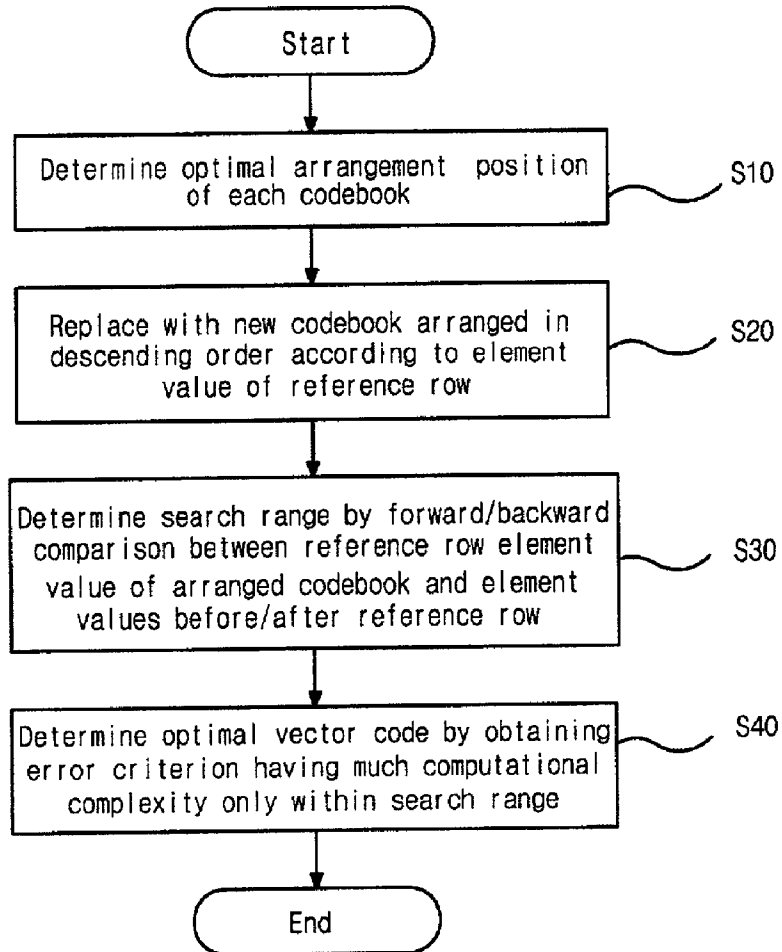 Start
Determine optimal arrangement position
of each codebook
S10
Replace with new codebook arranged in
descending order according to element
value of reference row
S20
Determine search range by forward/backward
comparison between reference row element
value of arranged codebook and element
values before/after reference row
S30
Determine optimal vector code by obtaining
error criterion having much computational
complexity only within search range
S40
End